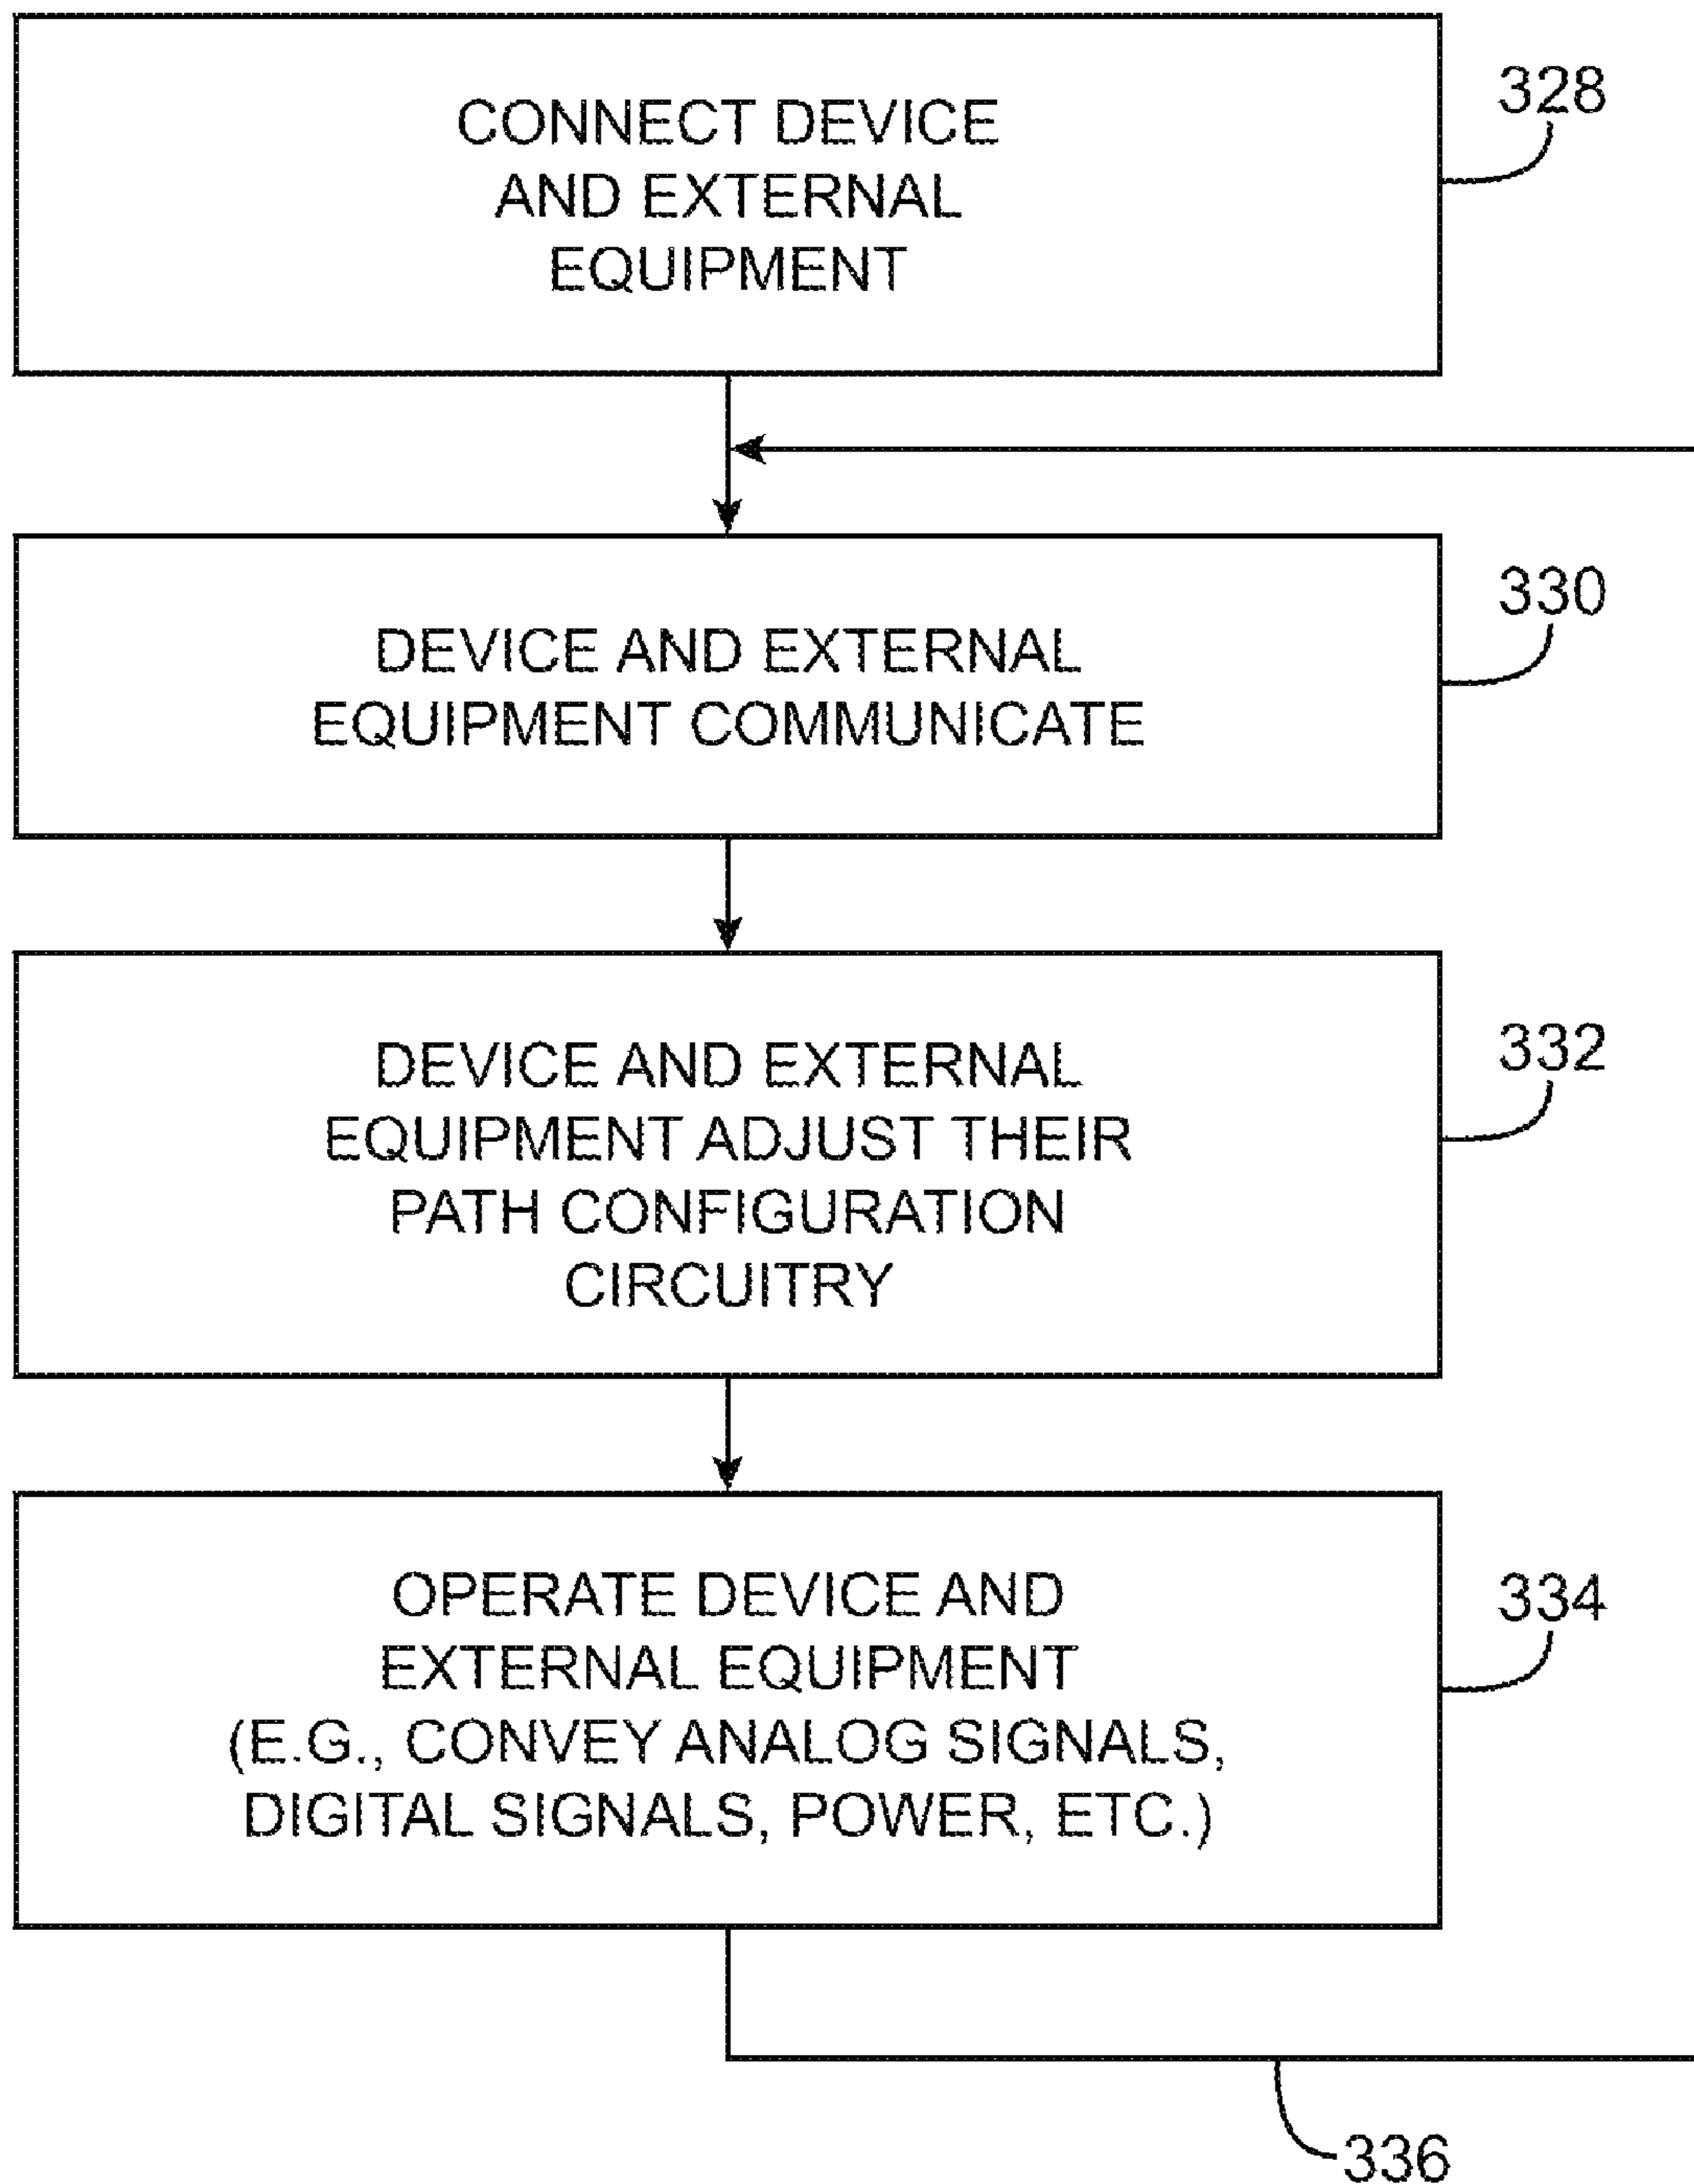 CONNECT DEVICE
AND EXTERNAL
EQUIPMENT
328
DEVICE AND EXTERNAL
EQUIPMENT COMMUNICATE
330
DEVICE AND EXTERNAL
EQUIPMENT ADJUST THEIR
PATH CONFIGURATION
CIRCUITRY
332
OPERATE DEVICE AND
EXTERNAL EQUIPMENT
(E.G., CONVEY ANALOG SIGNALS,
DIGITAL SIGNALS, POWER, ETC.)
334
336